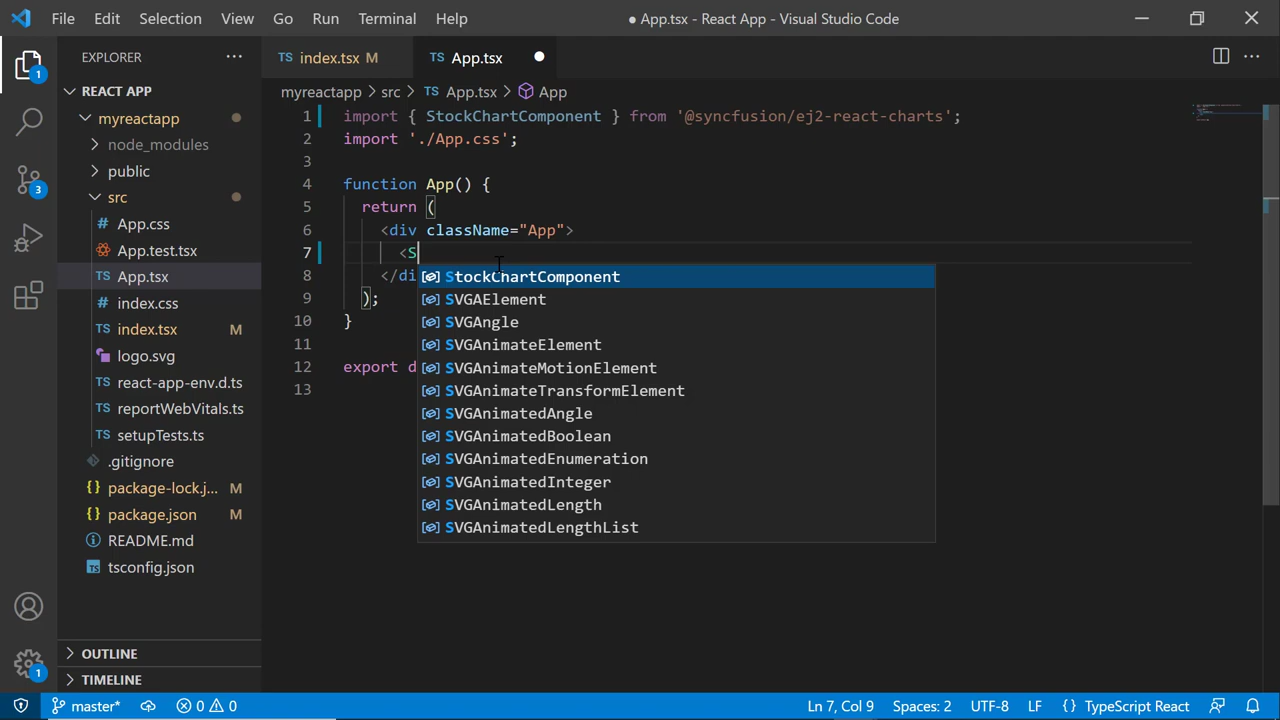 File Edit Selection View Go Run Terminal Help
● App.tsx - React App - Visual Studio Code
EXPLORER
REACT APP
myreactapp
node_modules
public
src
# App.css
App.test.tsx
TS App.tsx
# index.css
TS index.tsx M
logo.svg
TS react-app-env.d.ts
TS reportWebVitals.ts
TS setupTests.ts
.gitignore
{} package-lock.j... M
{} package.json M
README.md
tsconfig.json
OUTLINE
TIMELINE
1
3
1
TS index.tsx M
TS App.tsx
myreactapp > src > TS App.tsx > App
1 import { StockChartComponent } from '@syncfusion/ej2-react-charts';
2 import './App.css';
3
4 function App() {
5 return (
6 <div className="App">
7 <S
8 </di
9 );
10 }
11
12 export d
13
StockChartComponent
SVGAElement
SVGAngle
SVGAnimateElement
SVGAnimateMotionElement
SVGAnimateTransformElement
SVGAnimatedAngle
SVGAnimatedBoolean
SVGAnimatedEnumeration
SVGAnimatedInteger
SVGAnimatedLength
SVGAnimatedLengthList
master* 0 0 Ln 7, Col 9 Spaces: 2 UTF-8 LF {} TypeScript React